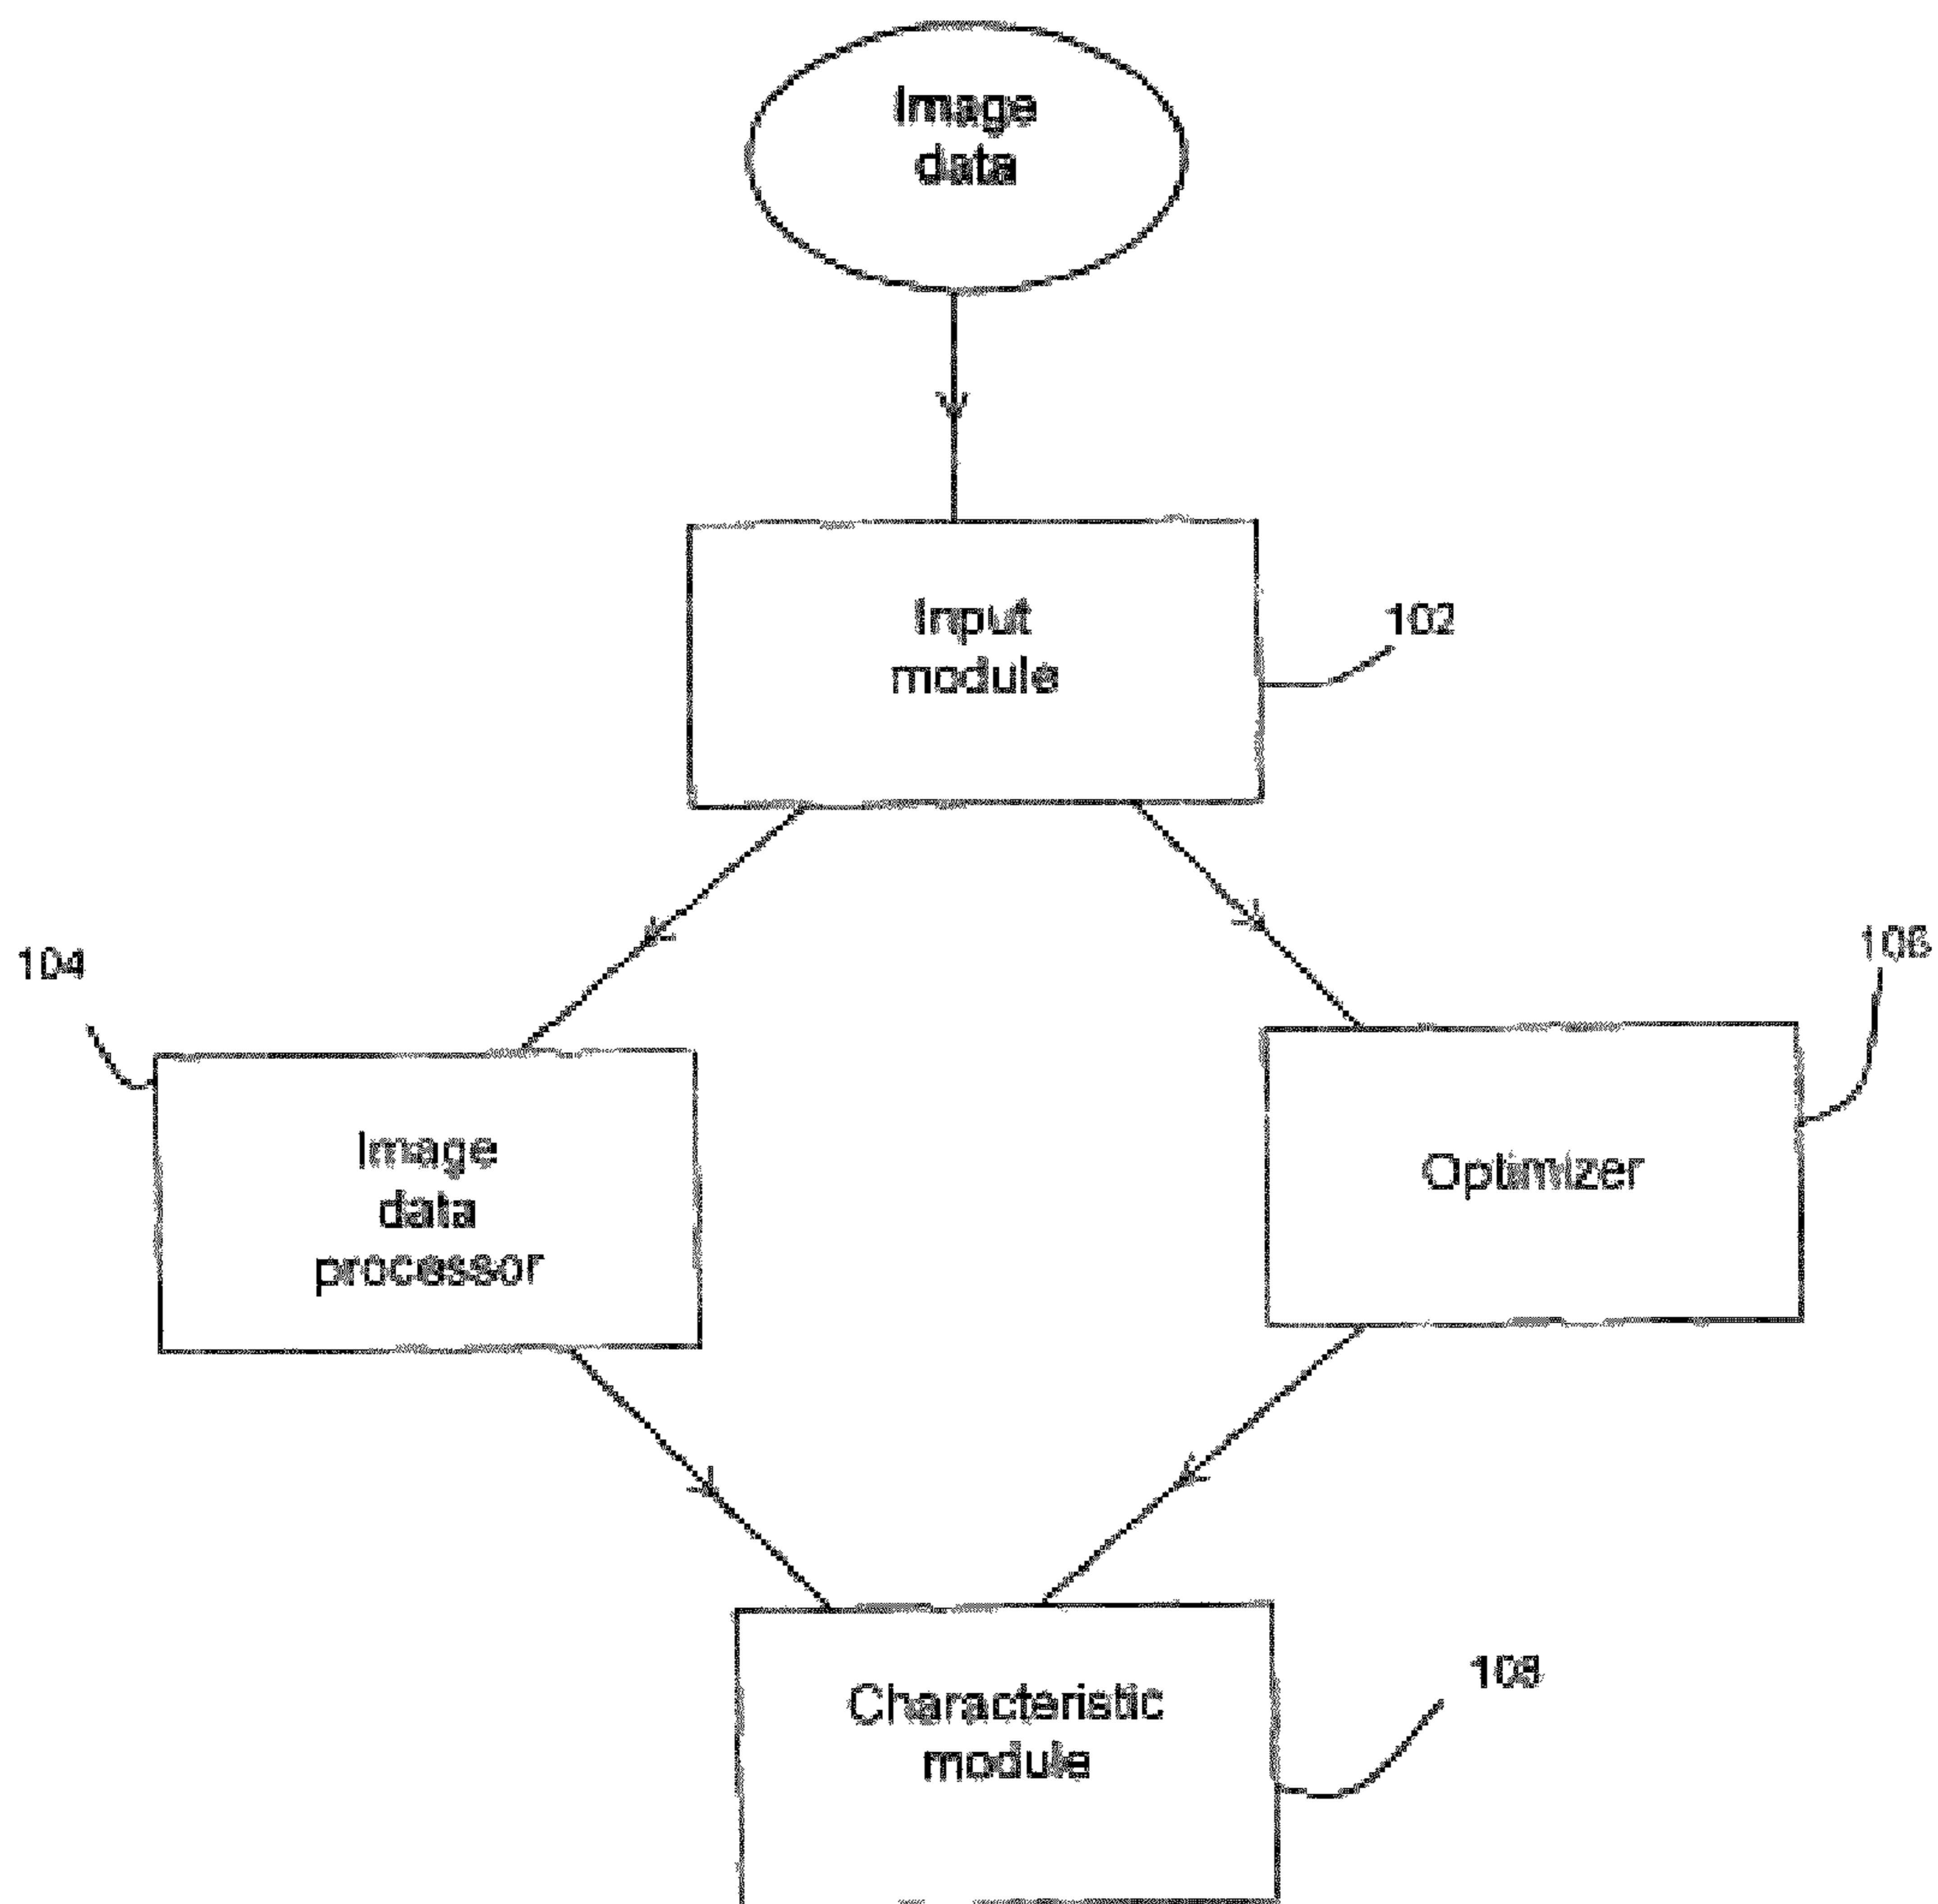 Image
data
Input
module
102
104
106
Image
data
processor
Optimizer
Characteristic
module
108